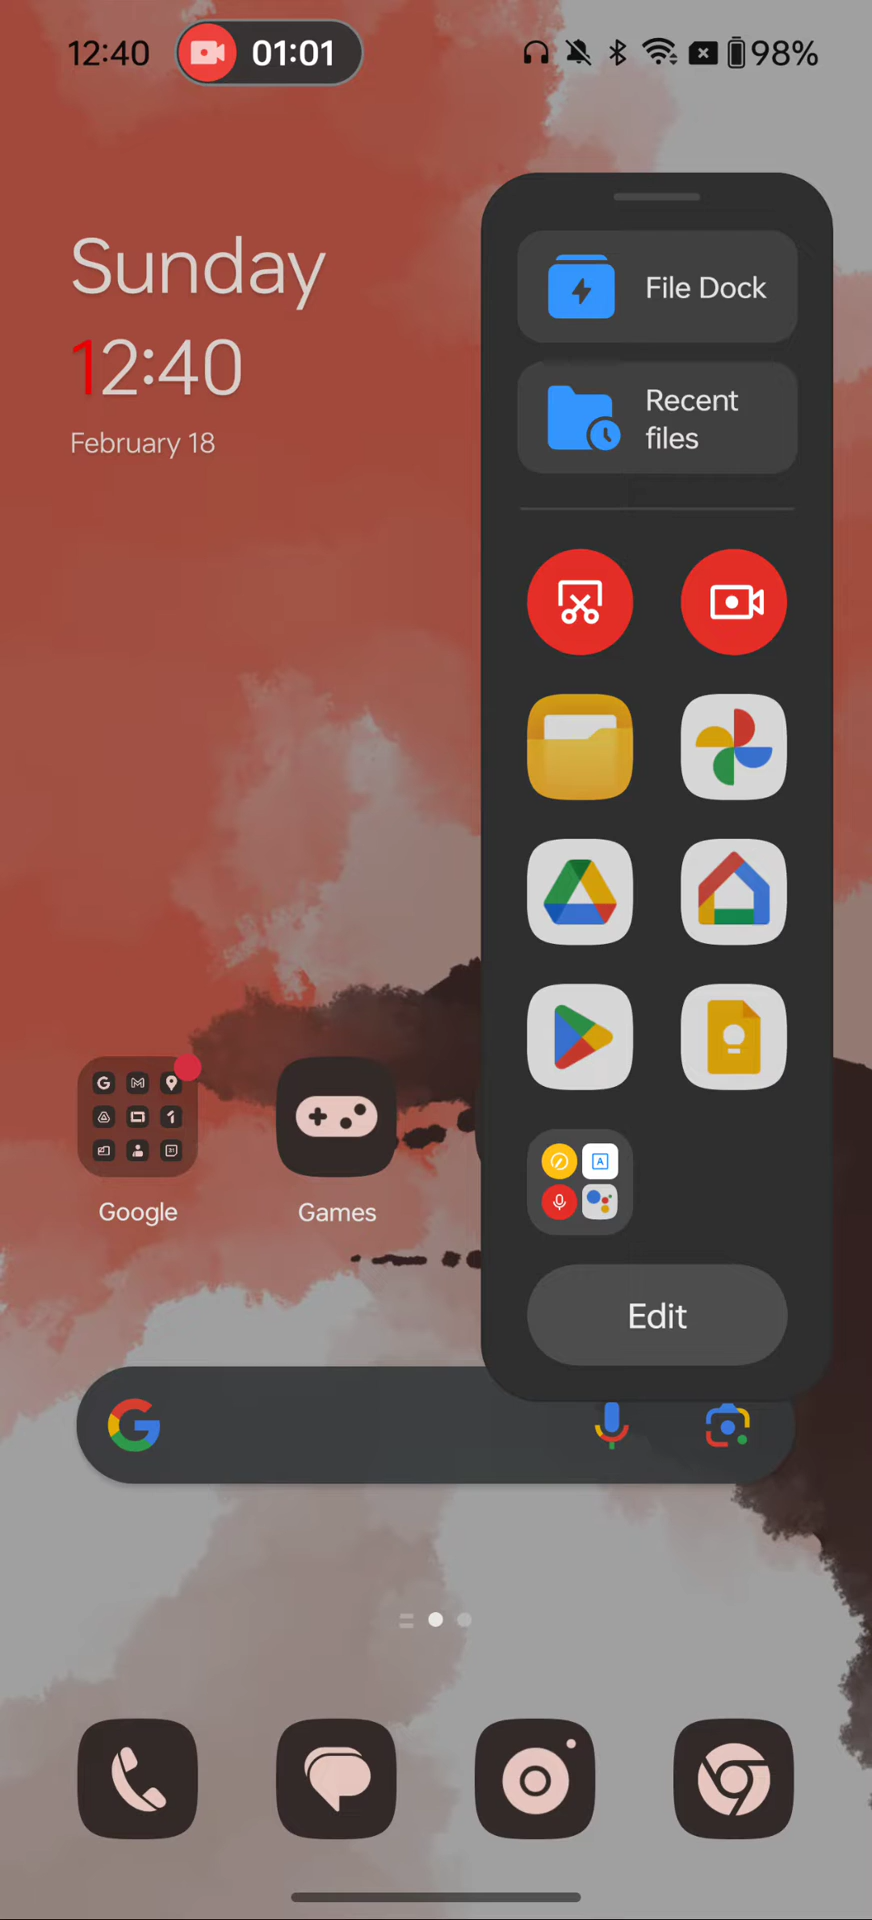 12:40
01:01
98%
Sunday
12:40
February 18
File Dock
Recent
files
Google
Games
Edit